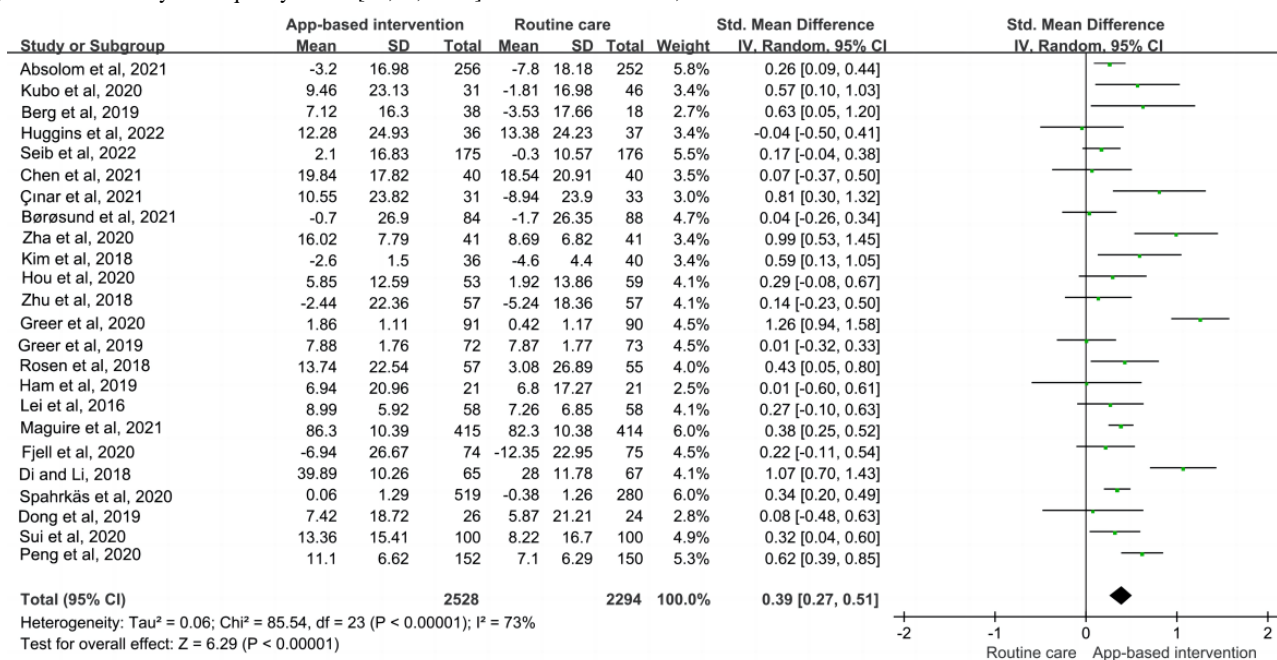 App-based intervention Routine care Std. Mean Difference Std. Mean Difference
Study or Subgroup Mean SD Total Mean SD Total Weight IV, Random, 95% CI IV, Random, 95% CI
Absolom et al, 2021 -3.2 16.98 256 -7.8 18.18 252 5.8% 0.26 [0.09, 0.44]
Kubo et al, 2020 9.46 23.13 31 -1.81 16.98 46 3.4% 0.57 [0.10, 1.03]
Berg et al, 2019 7.12 16.3 38 -3.53 17.66 18 2.7% 0.63 [0.05, 1.20]
Huggins et al, 2022 12.28 24.93 36 13.38 24.23 37 3.4% -0.04 [-0.50, 0.41]
Seib et al, 2022 2.1 16.83 175 -0.3 10.57 176 5.5% 0.17 [-0.04, 0.38]
Chen et al, 2021 19.84 17.82 40 18.54 20.91 40 3.5% 0.07 [-0.37, 0.50]
Çınar et al, 2021 10.55 23.82 31 -8.94 23.9 33 3.0% 0.81 [0.30, 1.32]
Børøsund et al, 2021 -0.7 26.9 84 -1.7 26.35 88 4.7% 0.04 [-0.26, 0.34]
Zha et al, 2020 16.02 7.79 41 8.69 6.82 41 3.4% 0.99 [0.53, 1.45]
Kim et al, 2018 -2.6 1.5 36 -4.6 4.4 40 3.4% 0.59 [0.13, 1.05]
Hou et al, 2020 5.85 12.59 53 1.92 13.86 59 4.1% 0.29 [-0.08, 0.67]
Zhu et al, 2018 -2.44 22.36 57 -5.24 18.36 57 4.1% 0.14 [-0.23, 0.50]
Greer et al, 2020 1.86 1.11 91 0.42 1.17 90 4.5% 1.26 [0.94, 1.58]
Greer et al, 2019 7.88 1.76 72 7.87 1.77 73 4.5% 0.01 [-0.32, 0.33]
Rosen et al, 2018 13.74 22.54 57 3.08 26.89 55 4.0% 0.43 [0.05, 0.80]
Ham et al, 2019 6.94 20.96 21 6.8 17.27 21 2.5% 0.01 [-0.60, 0.61]
Lei et al, 2016 8.99 5.92 58 7.26 6.85 58 4.1% 0.27 [-0.10, 0.63]
Maguire et al, 2021 86.3 10.39 415 82.3 10.38 414 6.0% 0.38 [0.25, 0.52]
Fjell et al, 2020 -6.94 26.67 74 -12.35 22.95 75 4.5% 0.22 [-0.11, 0.54]
Di and Li, 2018 39.89 10.26 65 28 11.78 67 4.1% 1.07 [0.70, 1.43]
Spahrkäs et al, 2020 0.06 1.29 519 -0.38 1.26 280 6.0% 0.34 [0.20, 0.49]
Dong et al, 2019 7.42 18.72 26 5.87 21.21 24 2.8% 0.08 [-0.48, 0.63]
Sui et al, 2020 13.36 15.41 100 8.22 16.7 100 4.9% 0.32 [0.04, 0.60]
Peng et al, 2020 11.1 6.62 152 7.1 6.29 150 5.3% 0.62 [0.39, 0.85]
Total (95% CI) 2528 2294 100.0% 0.39 [0.27, 0.51]
Heterogeneity: Tau² = 0.06; Chi² = 85.54, df = 23 (P < 0.00001); I² = 73%
Test for overall effect: Z = 6.29 (P < 0.00001)
-2 -1 0 1 2
Routine care App-based intervention